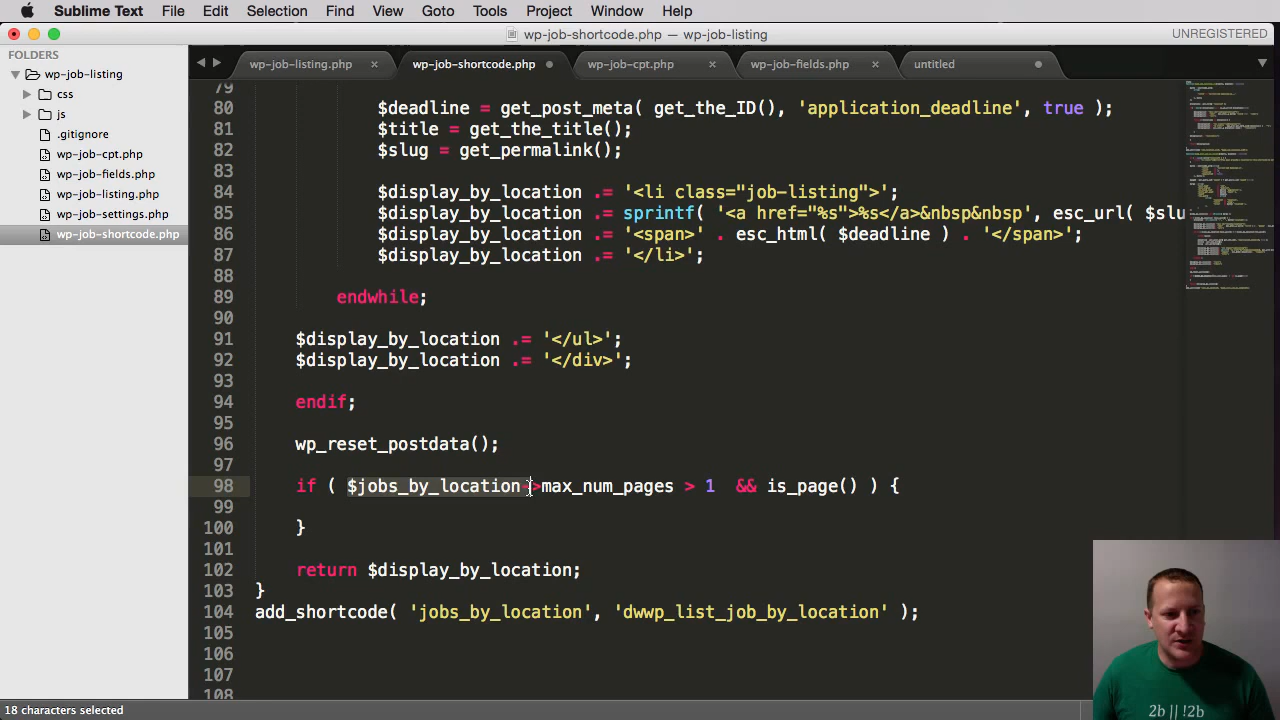 Sublime Text File Edit Selection Find View Goto Tools Project Window Help
wp-job-shortcode.php — wp-job-listing UNREGISTERED
FOLDERS
wp-job-listing
css
js
.gitignore
wp-job-cpt.php
wp-job-fields.php
wp-job-listing.php
wp-job-settings.php
wp-job-shortcode.php
wp-job-listing.php × wp-job-shortcode.php wp-job-cpt.php × wp-job-fields.php × untitled
79
80 $deadline = get_post_meta( get_the_ID(), 'application_deadline', true );
81 $title = get_the_title();
82 $slug = get_permalink();
83
84 $display_by_location .= '<li class="job-listing">';
85 $display_by_location .= sprintf( '<a href="%s">%s</a>&nbsp&nbsp', esc_url( $slu
86 $display_by_location .= '<span>' . esc_html( $deadline ) . '</span>';
87 $display_by_location .= '</li>';
88
89 endwhile;
90
91 $display_by_location .= '</ul>';
92 $display_by_location .= '</div>';
93
94 endif;
95
96 wp_reset_postdata();
97
98 if ( $jobs_by_location->max_num_pages > 1 && is_page() ) {
99
100 }
101
102 return $display_by_location;
103 }
104 add_shortcode( 'jobs_by_location', 'dwwp_list_job_by_location' );
105
106
107
108
18 characters selected
2b || !2b